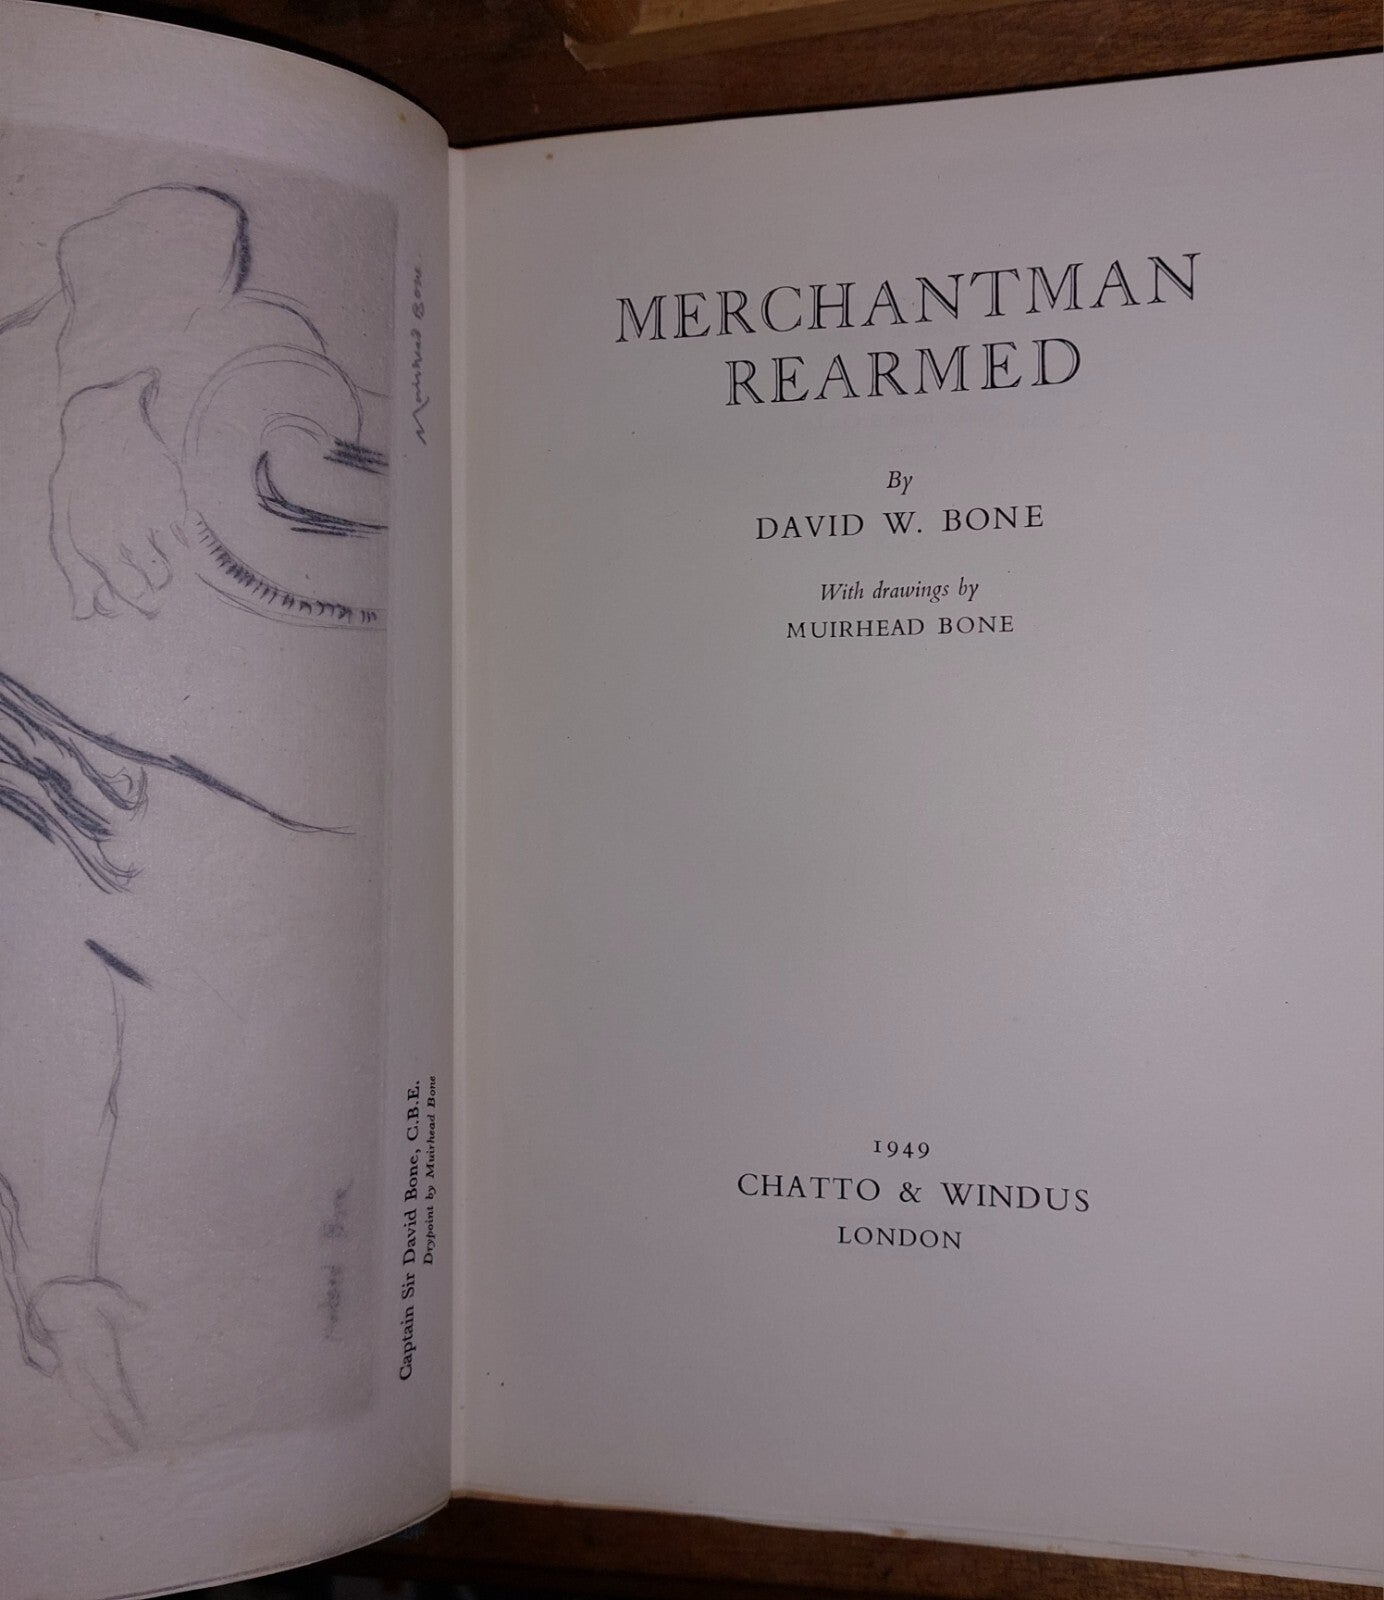 Muirhead Bone
Captain Sir David Bone, C.B.E.
Drypoint by Muirhead Bone
MERCHANTMAN
REARMED
By
DAVID W. BONE
With drawings by
MUIRHEAD BONE
1949
CHATTO & WINDUS
LONDON